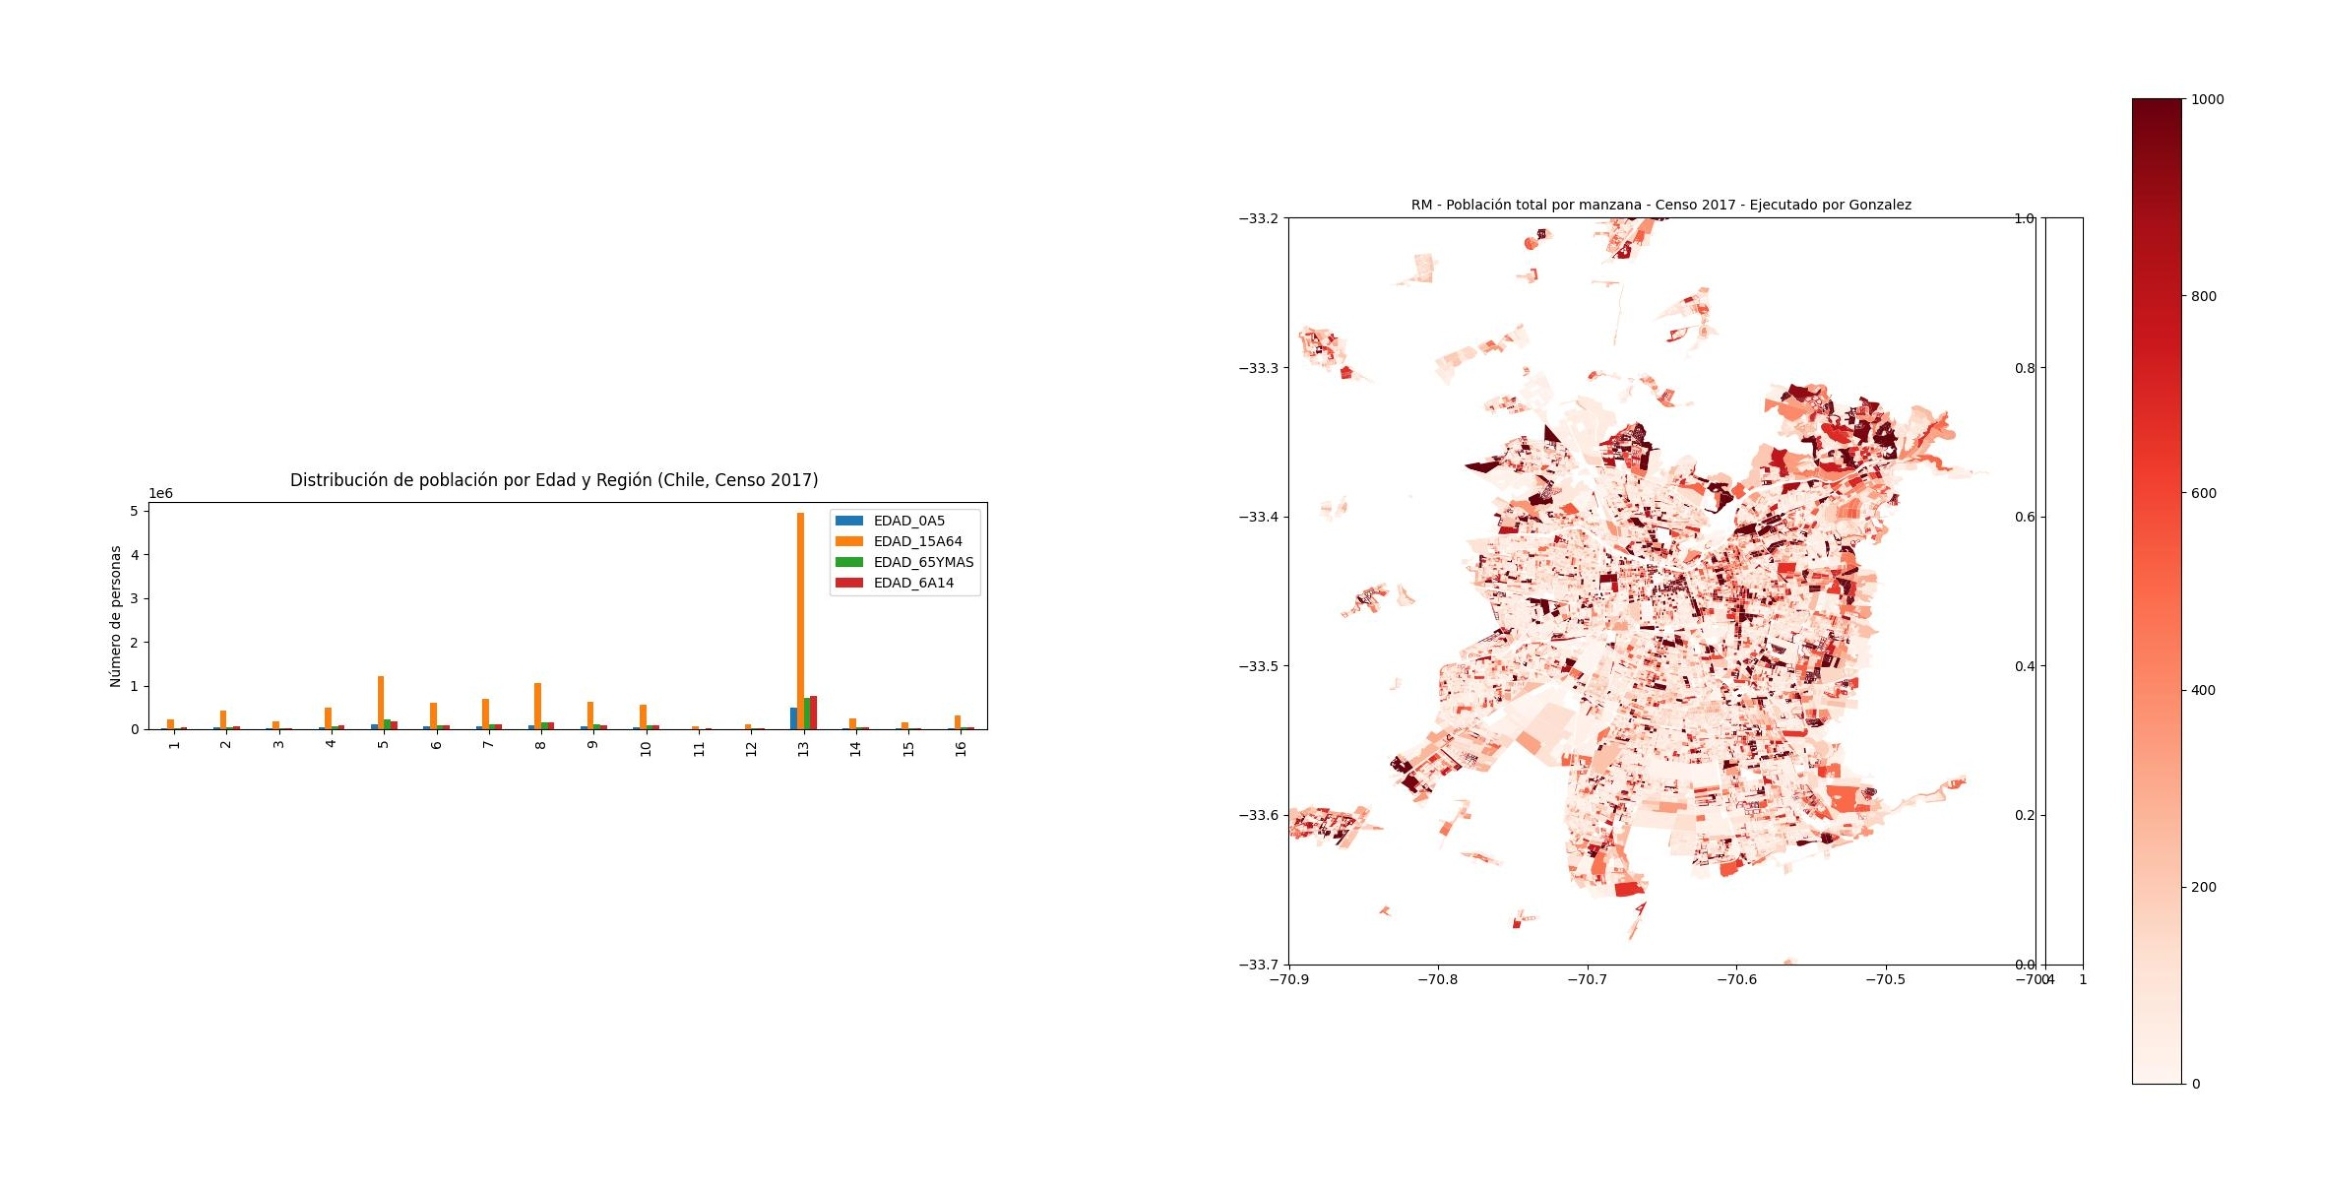 Distribución de población por Edad y Región (Chile, Censo 2017)
1e6
Número de personas
5
4
3
2
1
0
1 2 3 4 5 6 7 8 9 10 11 12 13 14 15 16
EDAD_0A5
EDAD_15A64
EDAD_65YMAS
EDAD_6A14
RM - Población total por manzana - Censo 2017 - Ejecutado por Gonzalez
−33.2
−33.3
−33.4
−33.5
−33.6
−33.7
−70.9 −70.8 −70.7 −70.6 −70.5 −70.4
1.0
0.8
0.6
0.4
0.2
0.0
0 1
1000
800
600
400
200
0